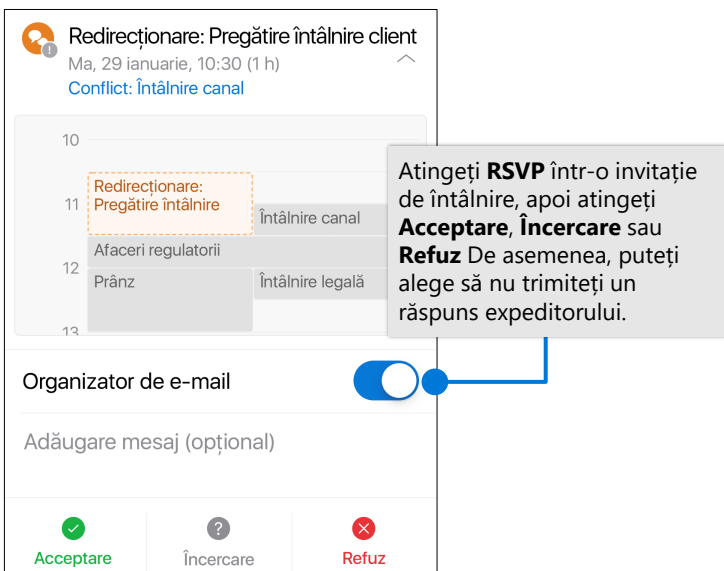 Redirecționare: Pregătire întâlnire client
Ma, 29 ianuarie, 10:30 (1 h)
Conflict: Întâlnire canal
10
Redirecționare:
11 Pregătire întâlnire
Întâlnire canal
Afaceri regulatorii
12
Prânz
Întâlnire legală
13
Organizator de e-mail
Adăugare mesaj (opțional)
Acceptare
Încercare
Refuz
Atingeți RSVP într-o invitație
de întâlnire, apoi atingeți
Acceptare, Încercare sau
Refuz De asemenea, puteți
alege să nu trimiteți un
răspuns expeditorului.